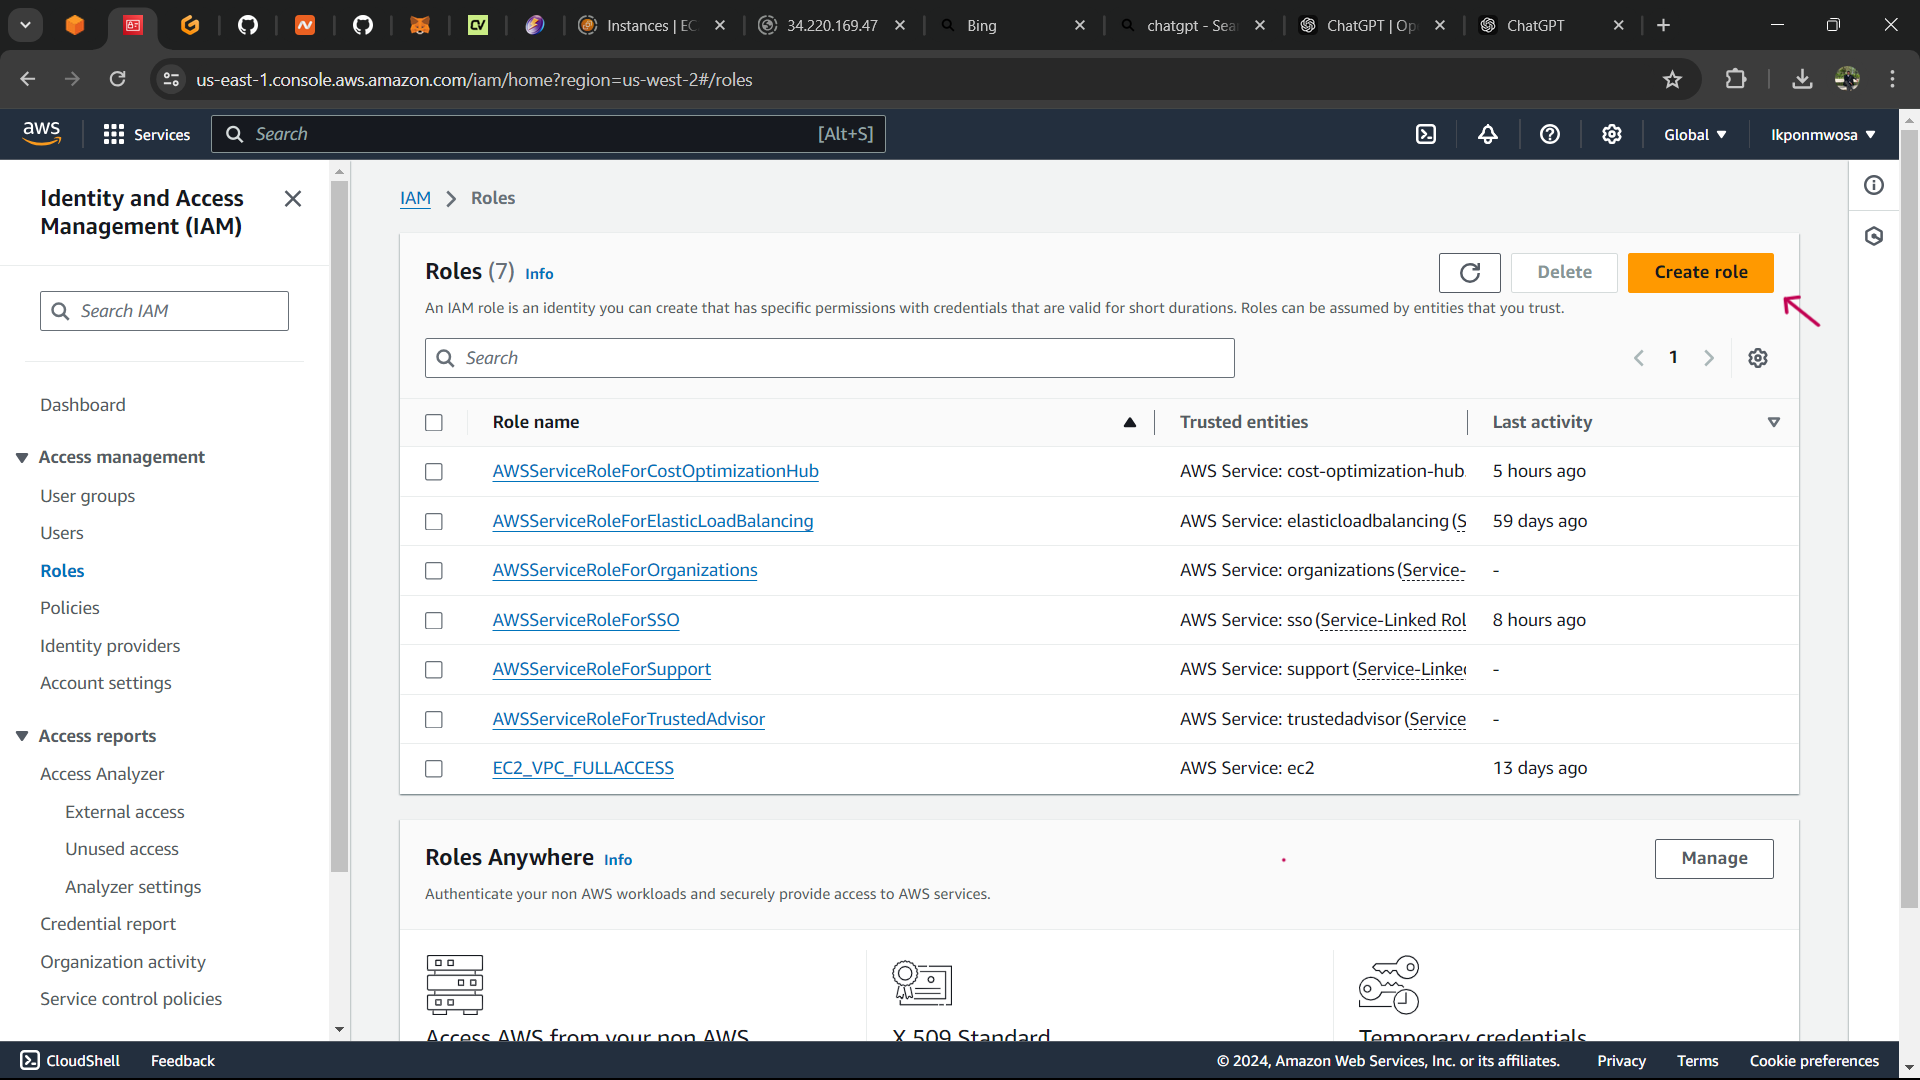 Instances | EC
34.220.169.47
Bing
chatgpt - Sea
ChatGPT | Op
ChatGPT
us-east-1.console.aws.amazon.com/iam/home?region=us-west-2#/roles
aws
Services
Search
[Alt+S]
Global
Ikponmwosa
Identity and Access
Management (IAM)
Search IAM
Dashboard
Access management
User groups
Users
Roles
Policies
Identity providers
Account settings
Access reports
Access Analyzer
External access
Unused access
Analyzer settings
Credential report
Organization activity
Service control policies
IAM > Roles
Roles (7) Info
Delete
Create role
An IAM role is an identity you can create that has specific permissions with credentials that are valid for short durations. Roles can be assumed by entities that you trust.
Search
1
Role name Trusted entities Last activity
AWSServiceRoleForCostOptimizationHub AWS Service: cost-optimization-hub. 5 hours ago
AWSServiceRoleForElasticLoadBalancing AWS Service: elasticloadbalancing (S 59 days ago
AWSServiceRoleForOrganizations AWS Service: organizations (Service- -
AWSServiceRoleForSSO AWS Service: sso (Service-Linked Rol 8 hours ago
AWSServiceRoleForSupport AWS Service: support (Service-Linked -
AWSServiceRoleForTrustedAdvisor AWS Service: trustedadvisor (Service -
EC2_VPC_FULLACCESS AWS Service: ec2 13 days ago
Roles Anywhere Info
Manage
Authenticate your non AWS workloads and securely provide access to AWS services.
Access AWS from your non AWS
X.509 Standard
Temporary credentials
CloudShell
Feedback
© 2024, Amazon Web Services, Inc. or its affiliates.
Privacy
Terms
Cookie preferences